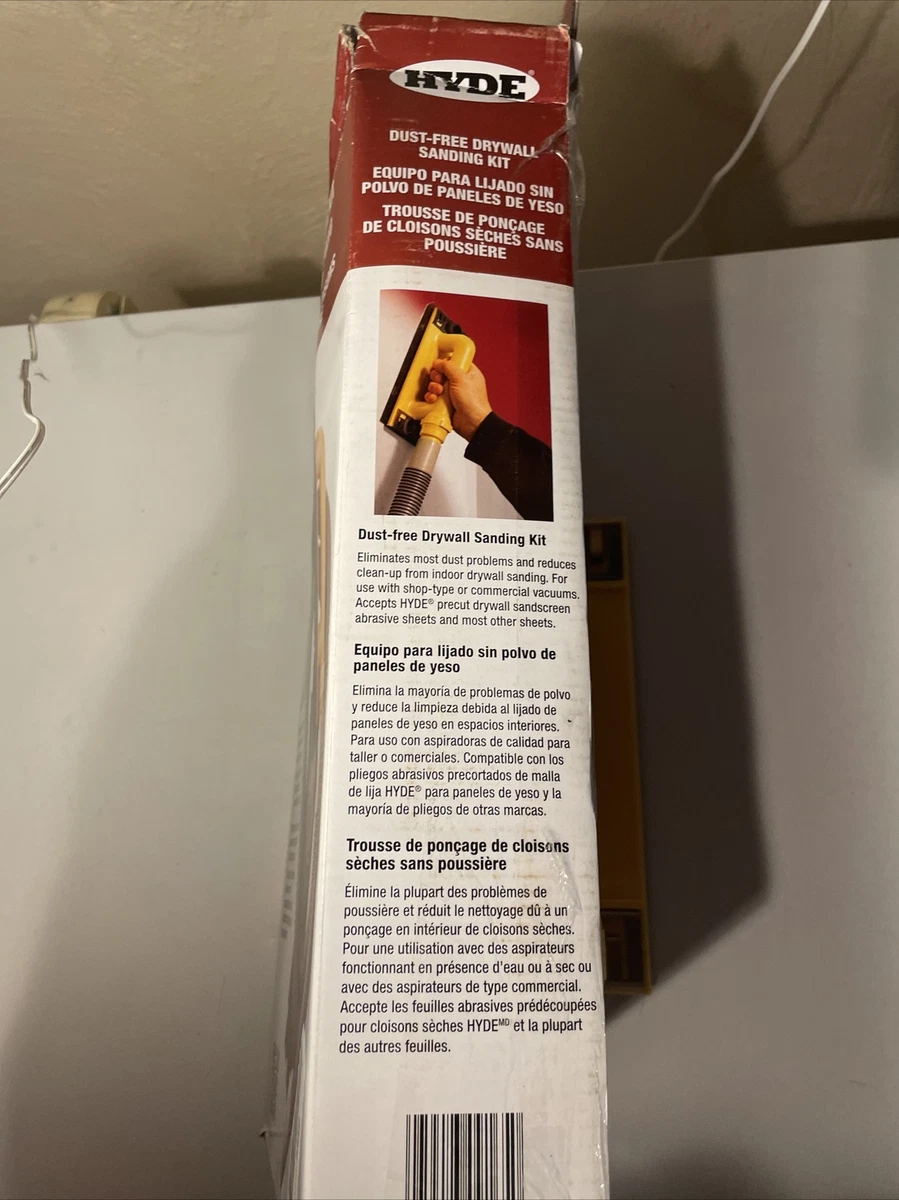 HYDE®
DUST-FREE DRYWALL
SANDING KIT
EQUIPO PARA LIJADO SIN
POLVO DE PANELES DE YESO
TROUSSE DE PONÇAGE
DE CLOISONS SÈCHES SANS
POUSSIÈRE
Dust-free Drywall Sanding Kit
Eliminates most dust problems and reduces
clean-up from indoor drywall sanding. For
use with shop-type or commercial vacuums.
Accepts HYDE® precut drywall sandscreen
abrasive sheets and most other sheets.
Equipo para lijado sin polvo de
paneles de yeso
Elimina la mayoría de problemas de polvo
y reduce la limpieza debida al lijado de
paneles de yeso en espacios interiores.
Para uso con aspiradoras de calidad para
taller o comerciales. Compatible con los
pliegos abrasivos precortados de malla
de lija HYDE® para paneles de yeso y la
mayoría de pliegos de otras marcas.
Trousse de ponçage de cloisons
sèches sans poussière
Élimine la plupart des problèmes de
poussière et réduit le nettoyage dû à un
ponçage en intérieur de cloisons sèches.
Pour une utilisation avec des aspirateurs
fonctionnant en présence d'eau ou à sec ou
avec des aspirateurs de type commercial.
Accepte les feuilles abrasives prédécoupées
pour cloisons sèches HYDEMD et la plupart
des autres feuilles.